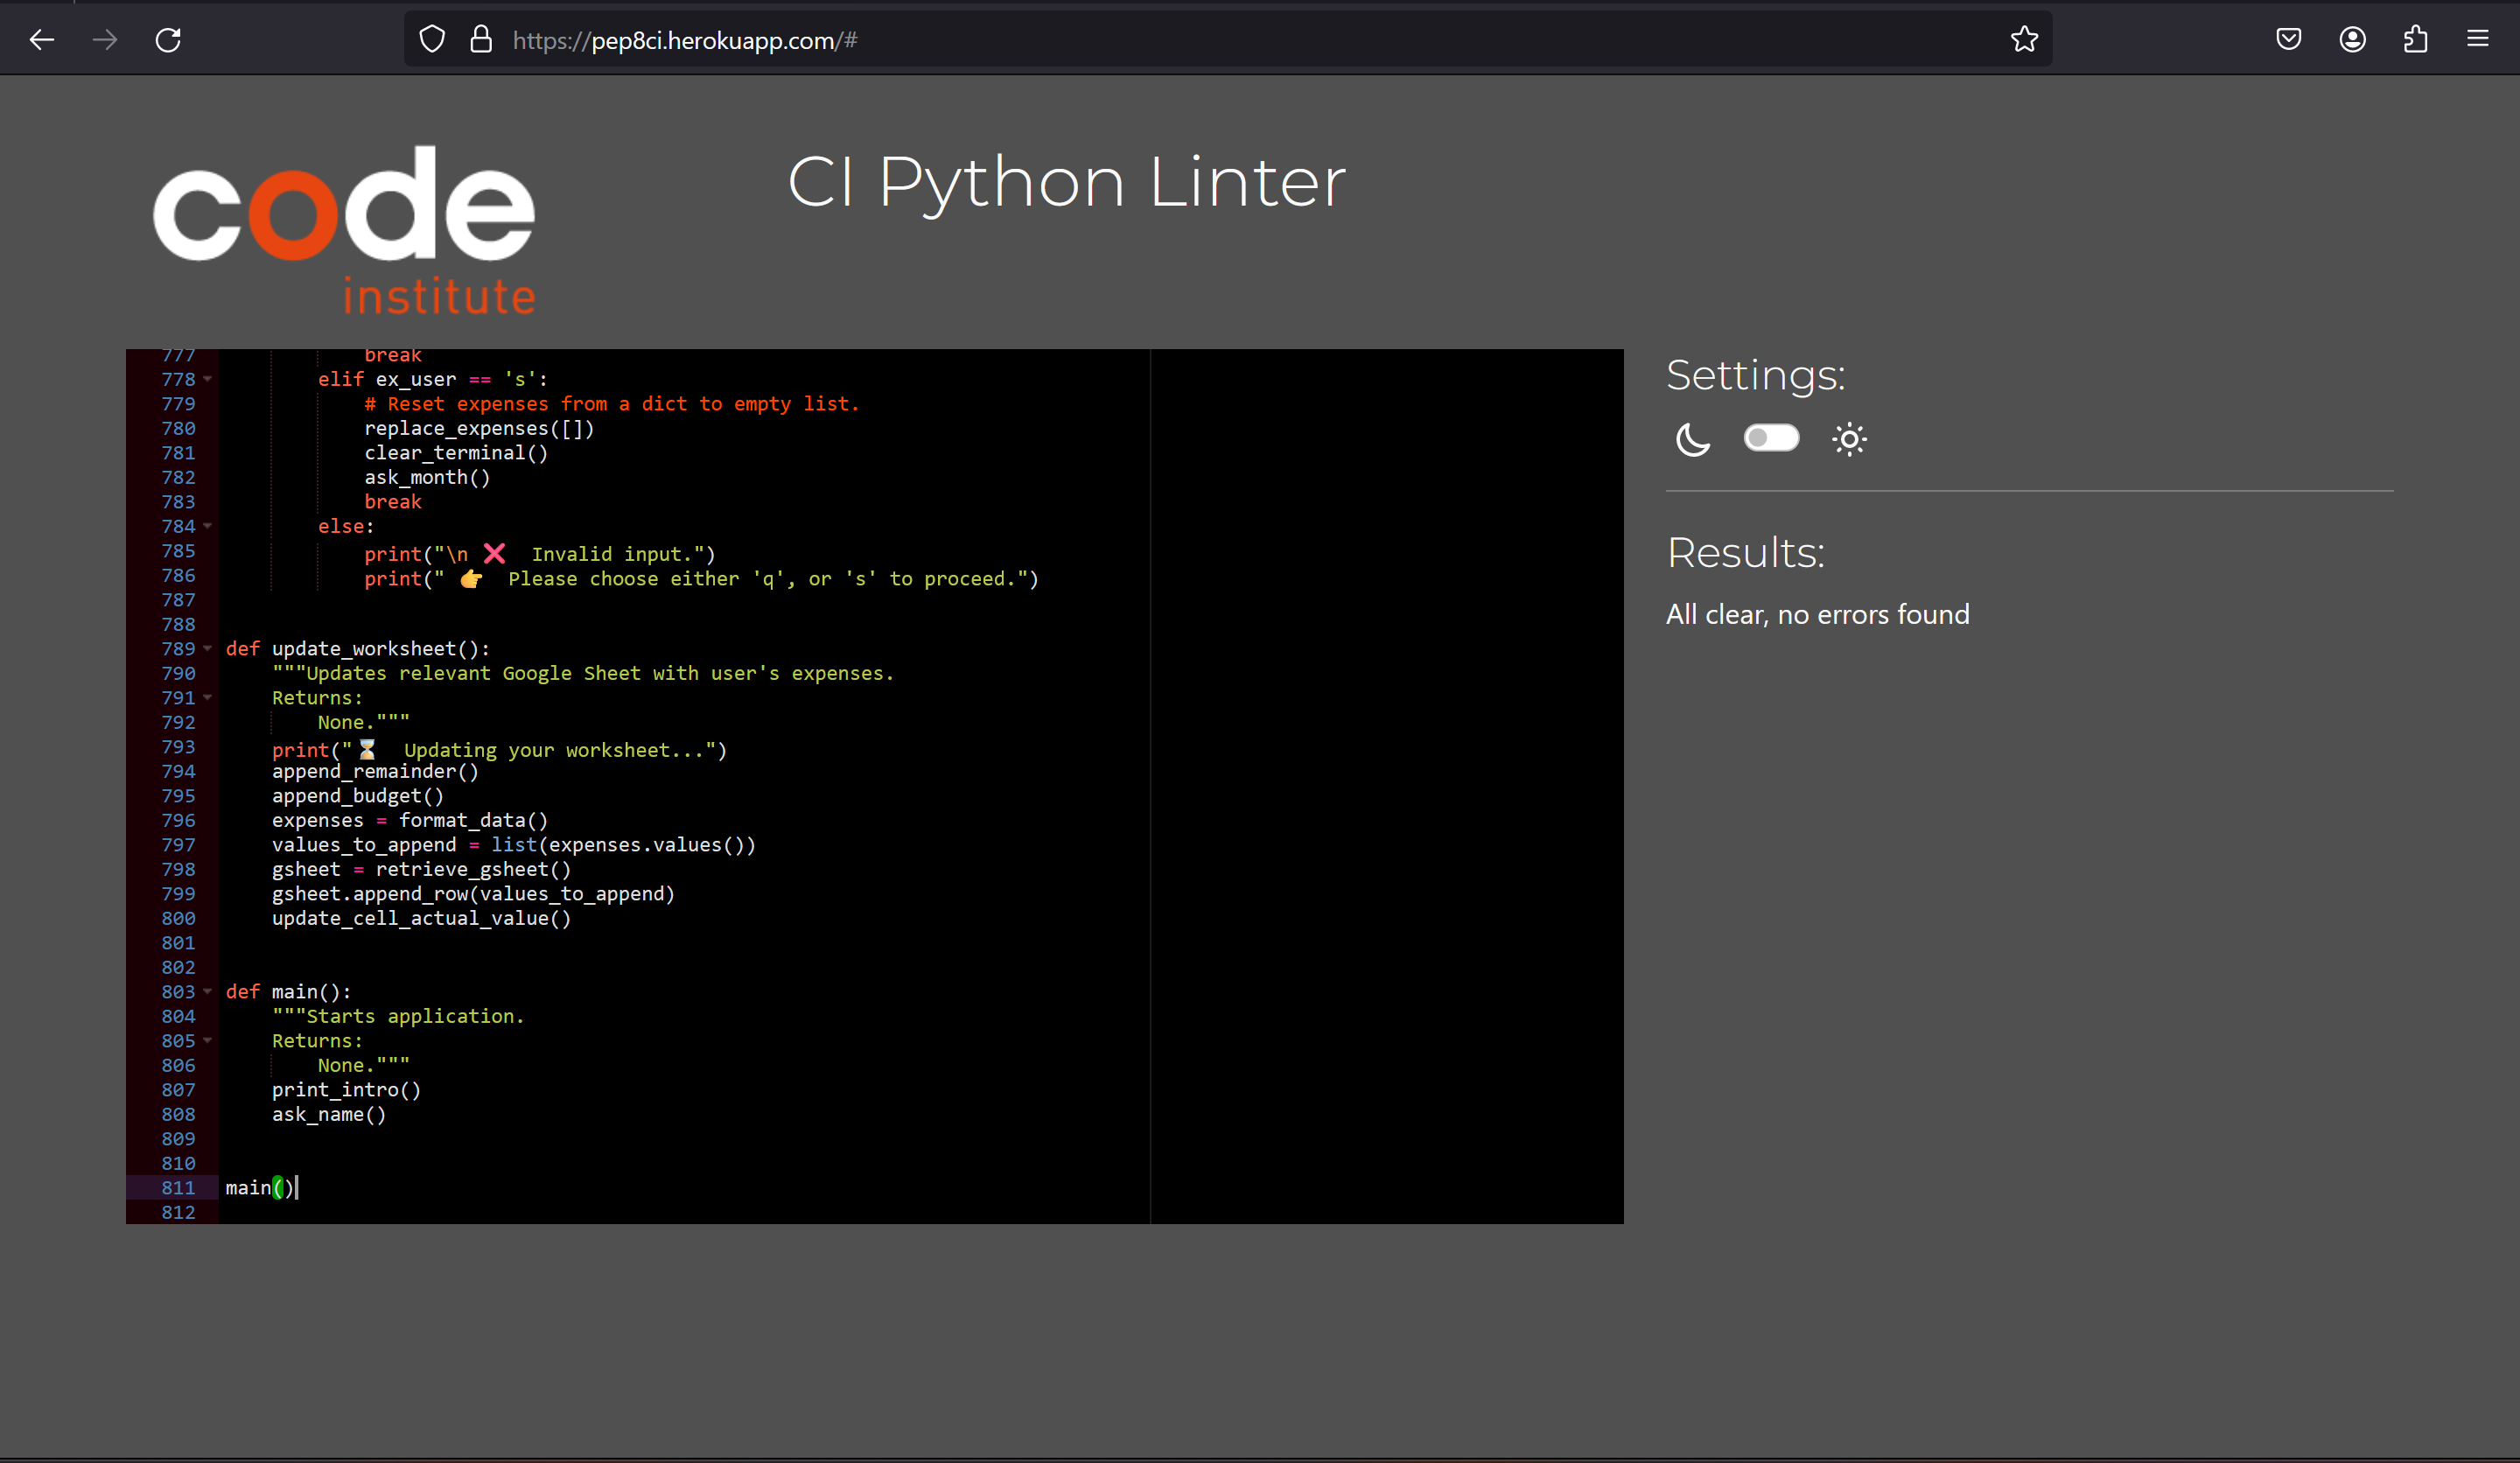 https://pep8ci.herokuapp.com/#
code
institute
CI Python Linter
777 break
778 elif ex_user == 's':
779 # Reset expenses from a dict to empty list.
780 replace_expenses([])
781 clear_terminal()
782 ask_month()
783 break
784 else:
785 print("\n ❌  Invalid input.")
786 print(" 👉  Please choose either 'q', or 's' to proceed.")
787
788
789 def update_worksheet():
790 """Updates relevant Google Sheet with user's expenses.
791 Returns:
792 None."""
793 print("⏳  Updating your worksheet...")
794 append_remainder()
795 append_budget()
796 expenses = format_data()
797 values_to_append = list(expenses.values())
798 gsheet = retrieve_gsheet()
799 gsheet.append_row(values_to_append)
800 update_cell_actual_value()
801
802
803 def main():
804 """Starts application.
805 Returns:
806 None."""
807 print_intro()
808 ask_name()
809
810
811 main()
812
Settings:
Results:
All clear, no errors found